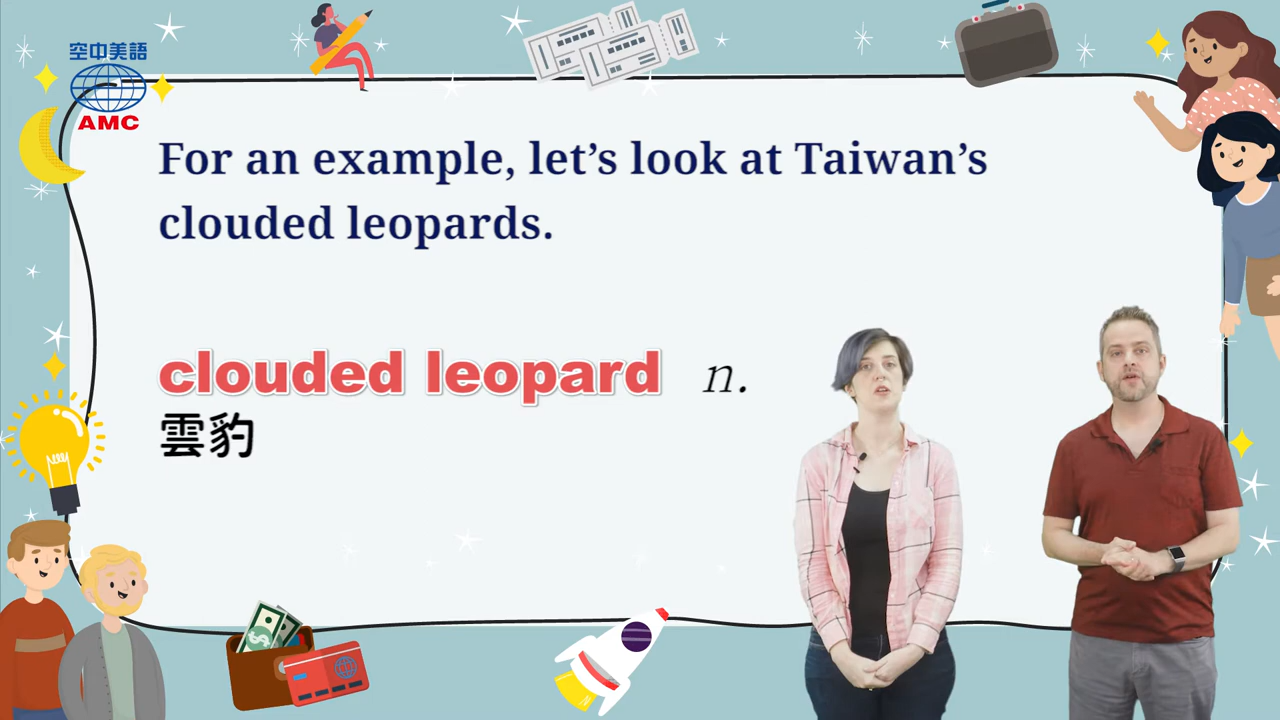 空中美語
AMC
For an example, let’s look at Taiwan’s
clouded leopards.
clouded leopard n.
雲豹